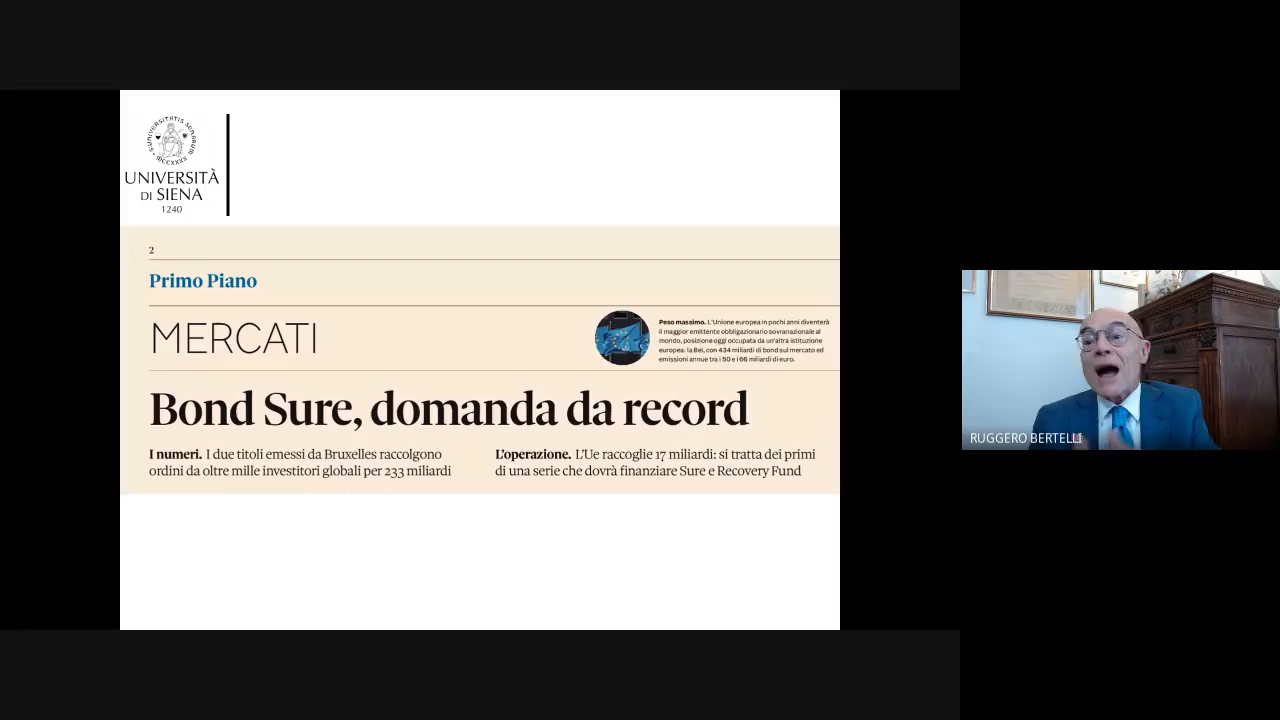 UNIVERSITÀ
DI SIENA
1240
2
Primo Piano
MERCATI
Peso massimo. L'Unione europea in pochi anni diventerà
il maggior emittente obbligazionario sovranazionale al
mondo, posizione oggi occupata da un'altra istituzione
europea: la Bei, con 434 miliardi di bond sul mercato ed
emissioni annue tra i 50 e i 66 miliardi di euro.
Bond Sure, domanda da record
I numeri. I due titoli emessi da Bruxelles raccolgono
ordini da oltre mille investitori globali per 233 miliardi
L'operazione. L'Ue raccoglie 17 miliardi: si tratta dei primi
di una serie che dovrà finanziare Sure e Recovery Fund
RUGGERO BERTELLI